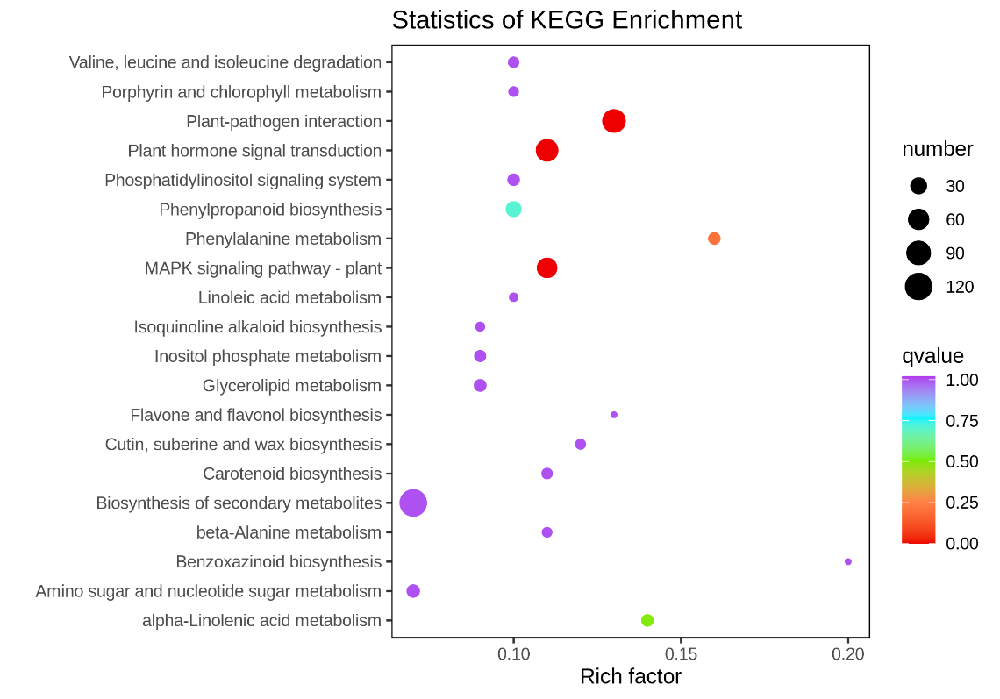 Statistics of KEGG Enrichment
Valine, leucine and isoleucine degradation
Porphyrin and chlorophyll metabolism
Plant-pathogen interaction
Plant hormone signal transduction
Phosphatidylinositol signaling system
Phenylpropanoid biosynthesis
Phenylalanine metabolism
MAPK signaling pathway - plant
Linoleic acid metabolism
Isoquinoline alkaloid biosynthesis
Inositol phosphate metabolism
Glycerolipid metabolism
Flavone and flavonol biosynthesis
Cutin, suberine and wax biosynthesis
Carotenoid biosynthesis
Biosynthesis of secondary metabolites
beta-Alanine metabolism
Benzoxazinoid biosynthesis
Amino sugar and nucleotide sugar metabolism
alpha-Linolenic acid metabolism
0.10 0.15 0.20
Rich factor
number
30
60
90
120
qvalue
1.00
0.75
0.50
0.25
0.00